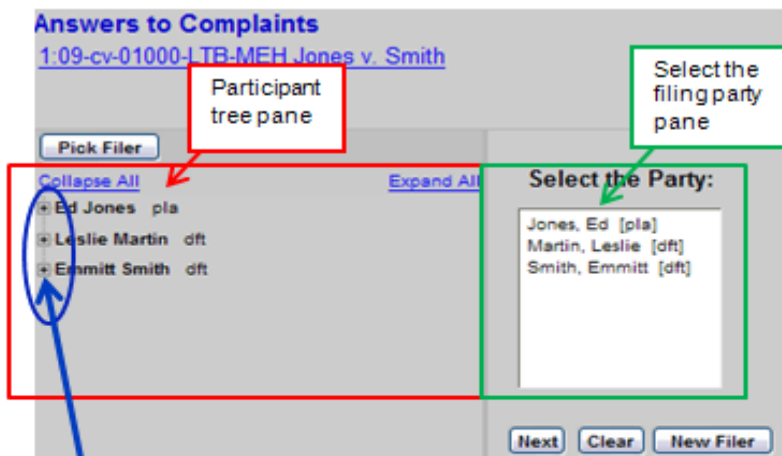 Answers to Complaints
1:09-cv-01000-LTB-MEH Jones v. Smith
Participant
tree pane
Select the
filing party
pane
Pick Filer
Collapse All
Expand All
Ed Jones pla
Leslie Martin dft
Emmitt Smith dft
Select the Party:
Jones, Ed [pla]
Martin, Leslie [dft]
Smith, Emmitt [dft]
Next
Clear
New Filer